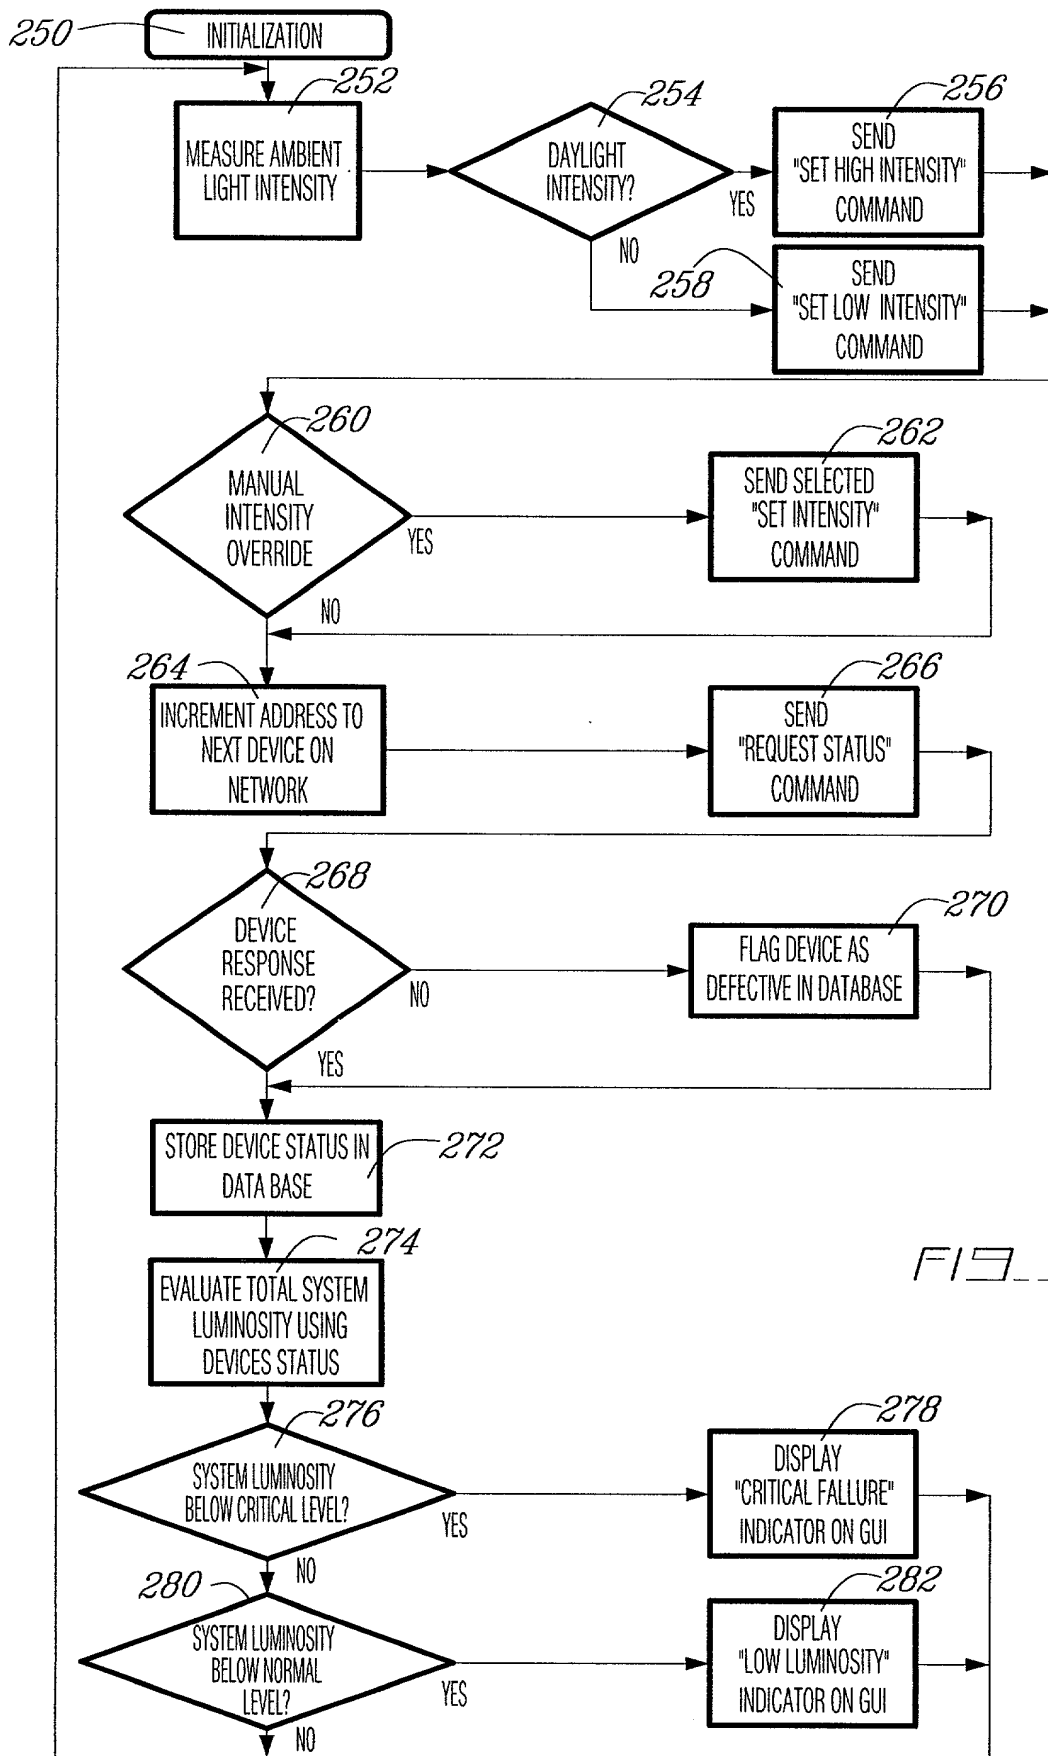 250
INITIALIZATION
252
MEASURE AMBIENT
LIGHT INTENSITY
254
DAYLIGHT
INTENSITY?
YES
NO
256
SEND
"SET HIGH INTENSITY"
COMMAND
258
SEND
"SET LOW INTENSITY"
COMMAND
260
MANUAL
INTENSITY
OVERRIDE
YES
NO
262
SEND SELECTED
"SET INTENSITY"
COMMAND
264
INCREMENT ADDRESS TO
NEXT DEVICE ON
NETWORK
266
SEND
"REQUEST STATUS"
COMMAND
268
DEVICE
RESPONSE
RECEIVED?
NO
YES
270
FLAG DEVICE AS
DEFECTIVE IN DATABASE
STORE DEVICE STATUS IN
DATA BASE
272
274
EVALUATE TOTAL SYSTEM
LUMINOSITY USING
DEVICES STATUS
FIG
276
SYSTEM LUMINOSITY
BELOW CRITICAL LEVEL?
YES
NO
278
DISPLAY
"CRITICAL FALLURE"
INDICATOR ON GUI
280
SYSTEM LUMINOSITY
BELOW NORMAL
LEVEL?
YES
NO
282
DISPLAY
"LOW LUMINOSITY"
INDICATOR ON GUI